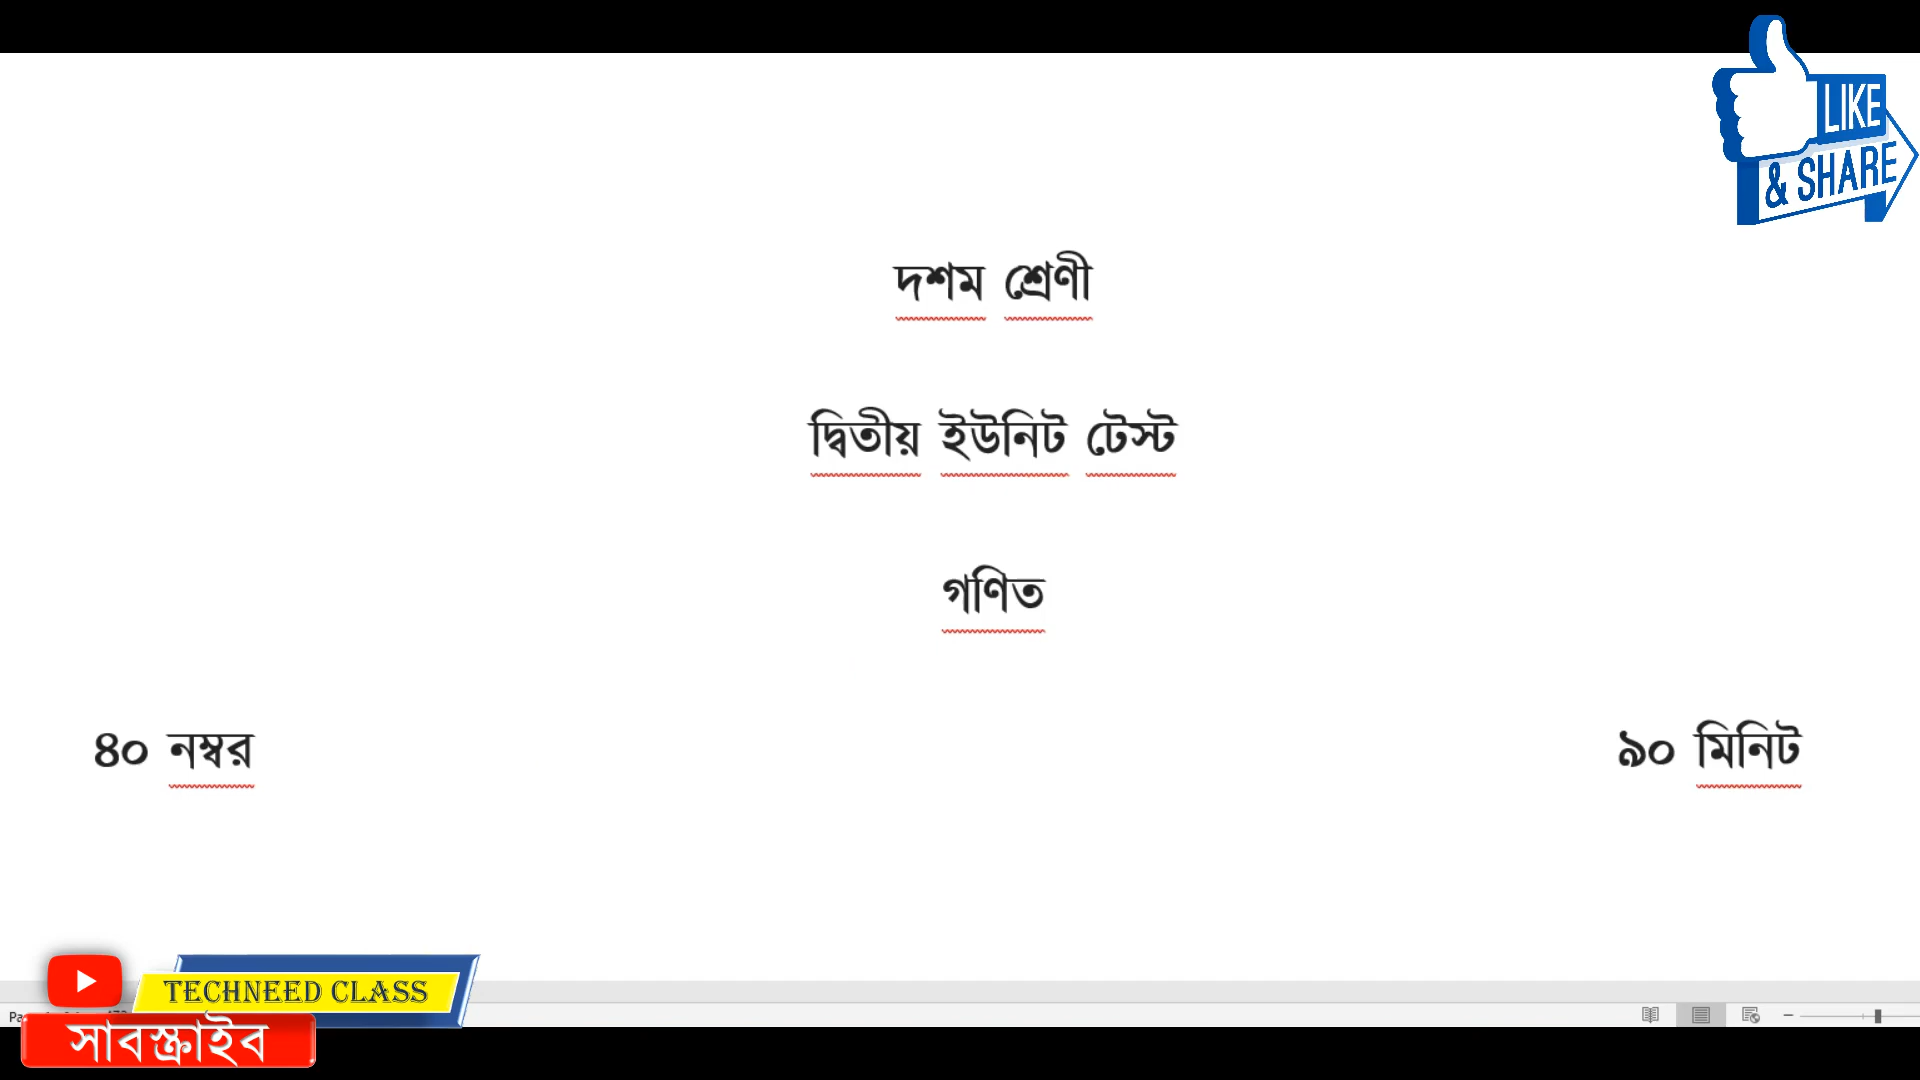 LIKE
& SHARE
দশম শ্রেণী
দ্বিতীয় ইউনিট টেস্ট
গণিত
৪০ নম্বর
৯০ মিনিট
TECHNEED CLASS
সাবস্ক্রাইব